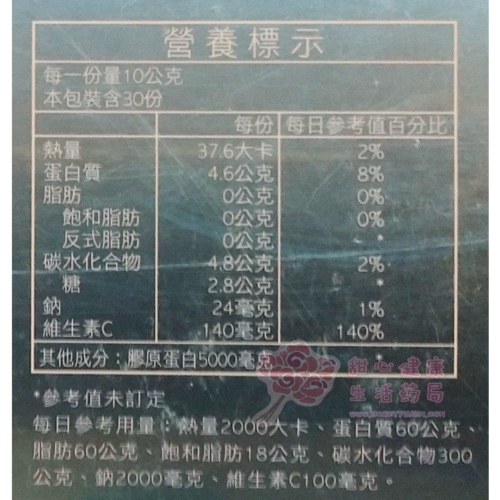 營養標示
每一份量10公克
本包裝含30份
每份 每日參考值百分比
熱量 37.6大卡 2%
蛋白質 4.6公克 8%
脂肪 0公克 0%
飽和脂肪 0公克 0%
反式脂肪 0公克 *
碳水化合物 4.8公克 2%
糖 2.8公克 *
鈉 24毫克 1%
維生素C 140毫克 140%
其他成分：膠原蛋白5000毫克 *
甜心健康
生活药局
*參考值未訂定
每日參考用量：熱量2000大卡、蛋白質60公克、
脂肪60公克、飽和脂肪18公克、碳水化合物300
公克、鈉2000毫克、維生素C100毫克。